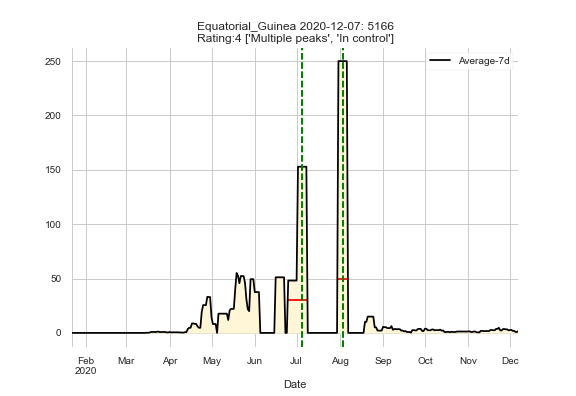 Equatorial_Guinea 2020-12-07: 5166
Rating:4 ['Multiple peaks', 'In control']
Average-7d
250
200
150
100
50
0
Feb Mar Apr May Jun Jul Aug Sep Oct Nov Dec
2020
Date